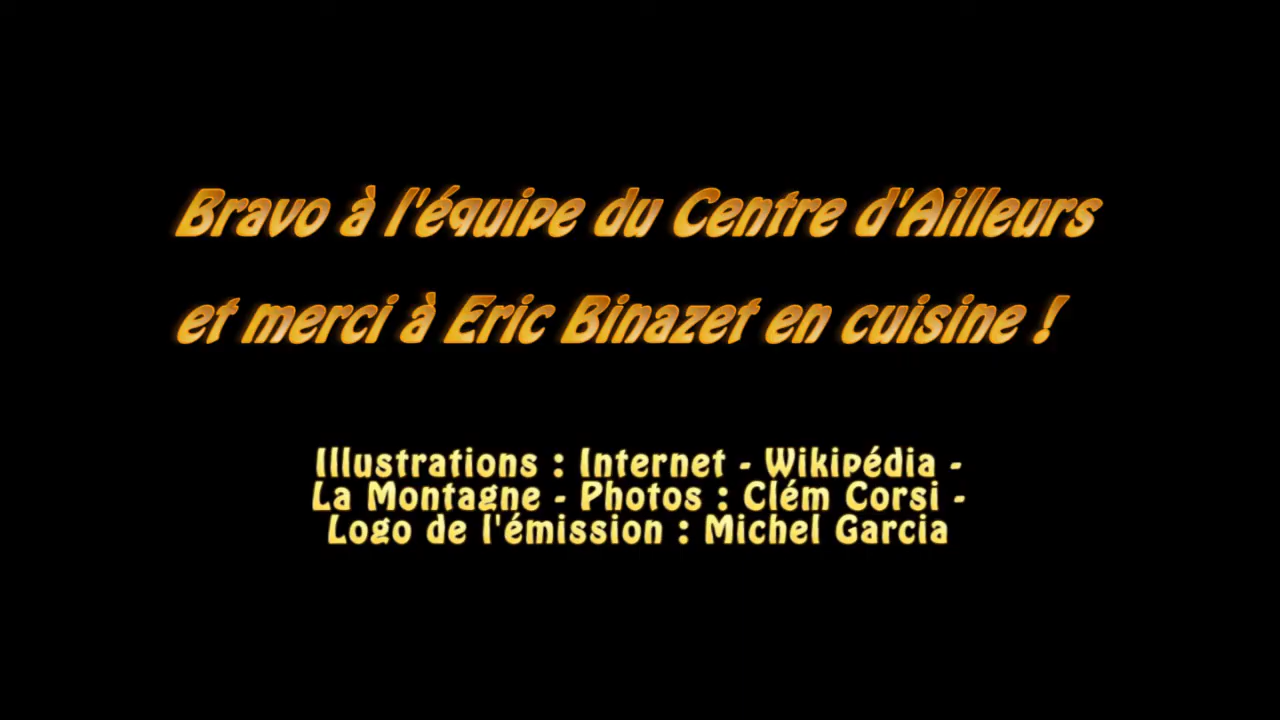 Bravo à l'équipe du Centre d'Ailleurs
et merci à Eric Binazet en cuisine !
Illustrations : Internet - Wikipédia -
La Montagne - Photos : Clém Corsi -
Logo de l'émission : Michel Garcia